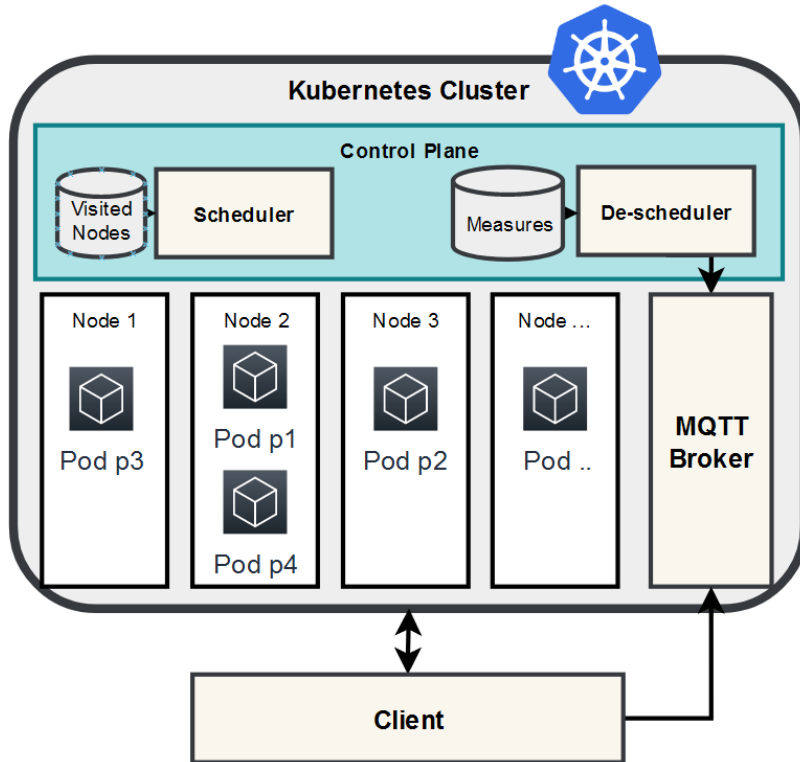 Kubernetes Cluster
Control Plane
Visited
Nodes
Scheduler
Measures
De-scheduler
Node 1
Pod p3
Node 2
Pod p1
Pod p4
Node 3
Pod p2
Node ...
Pod ..
MQTT
Broker
Client